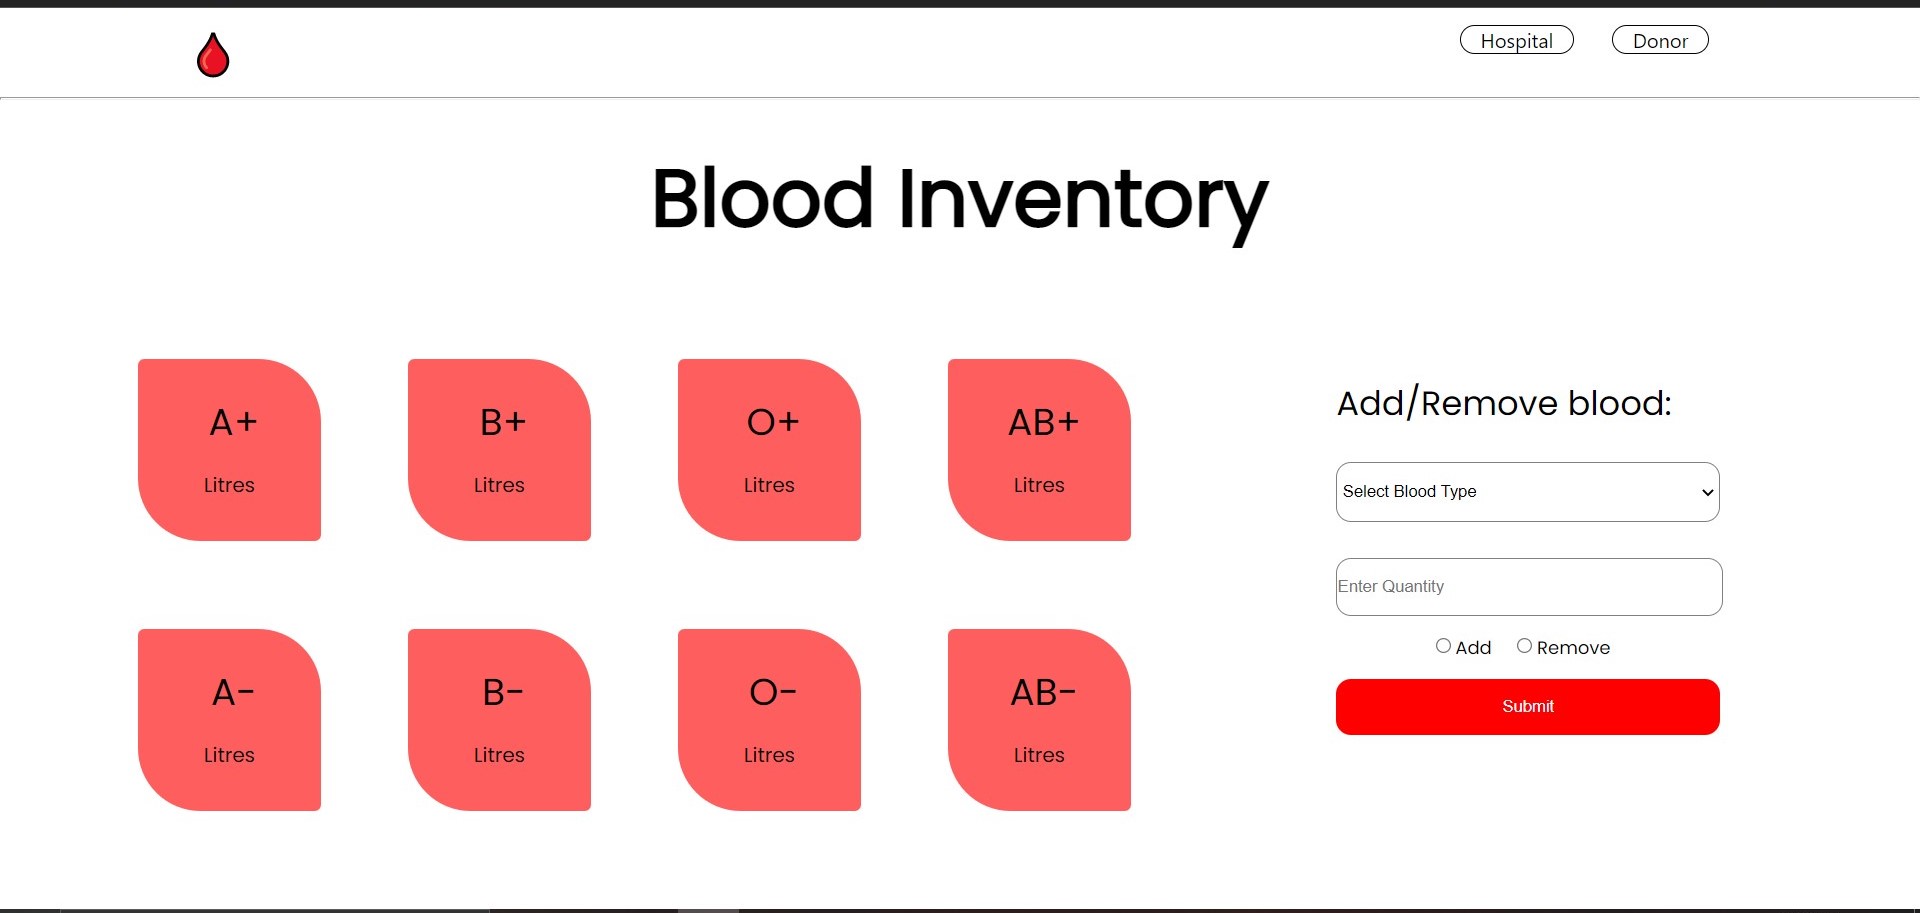 Hospital Donor
Blood Inventory
A+ B+ O+ AB+
Litres Litres Litres Litres
A- B- O- AB-
Litres Litres Litres Litres
Add/Remove blood:
Select Blood Type
Enter Quantity
Add Remove
Submit